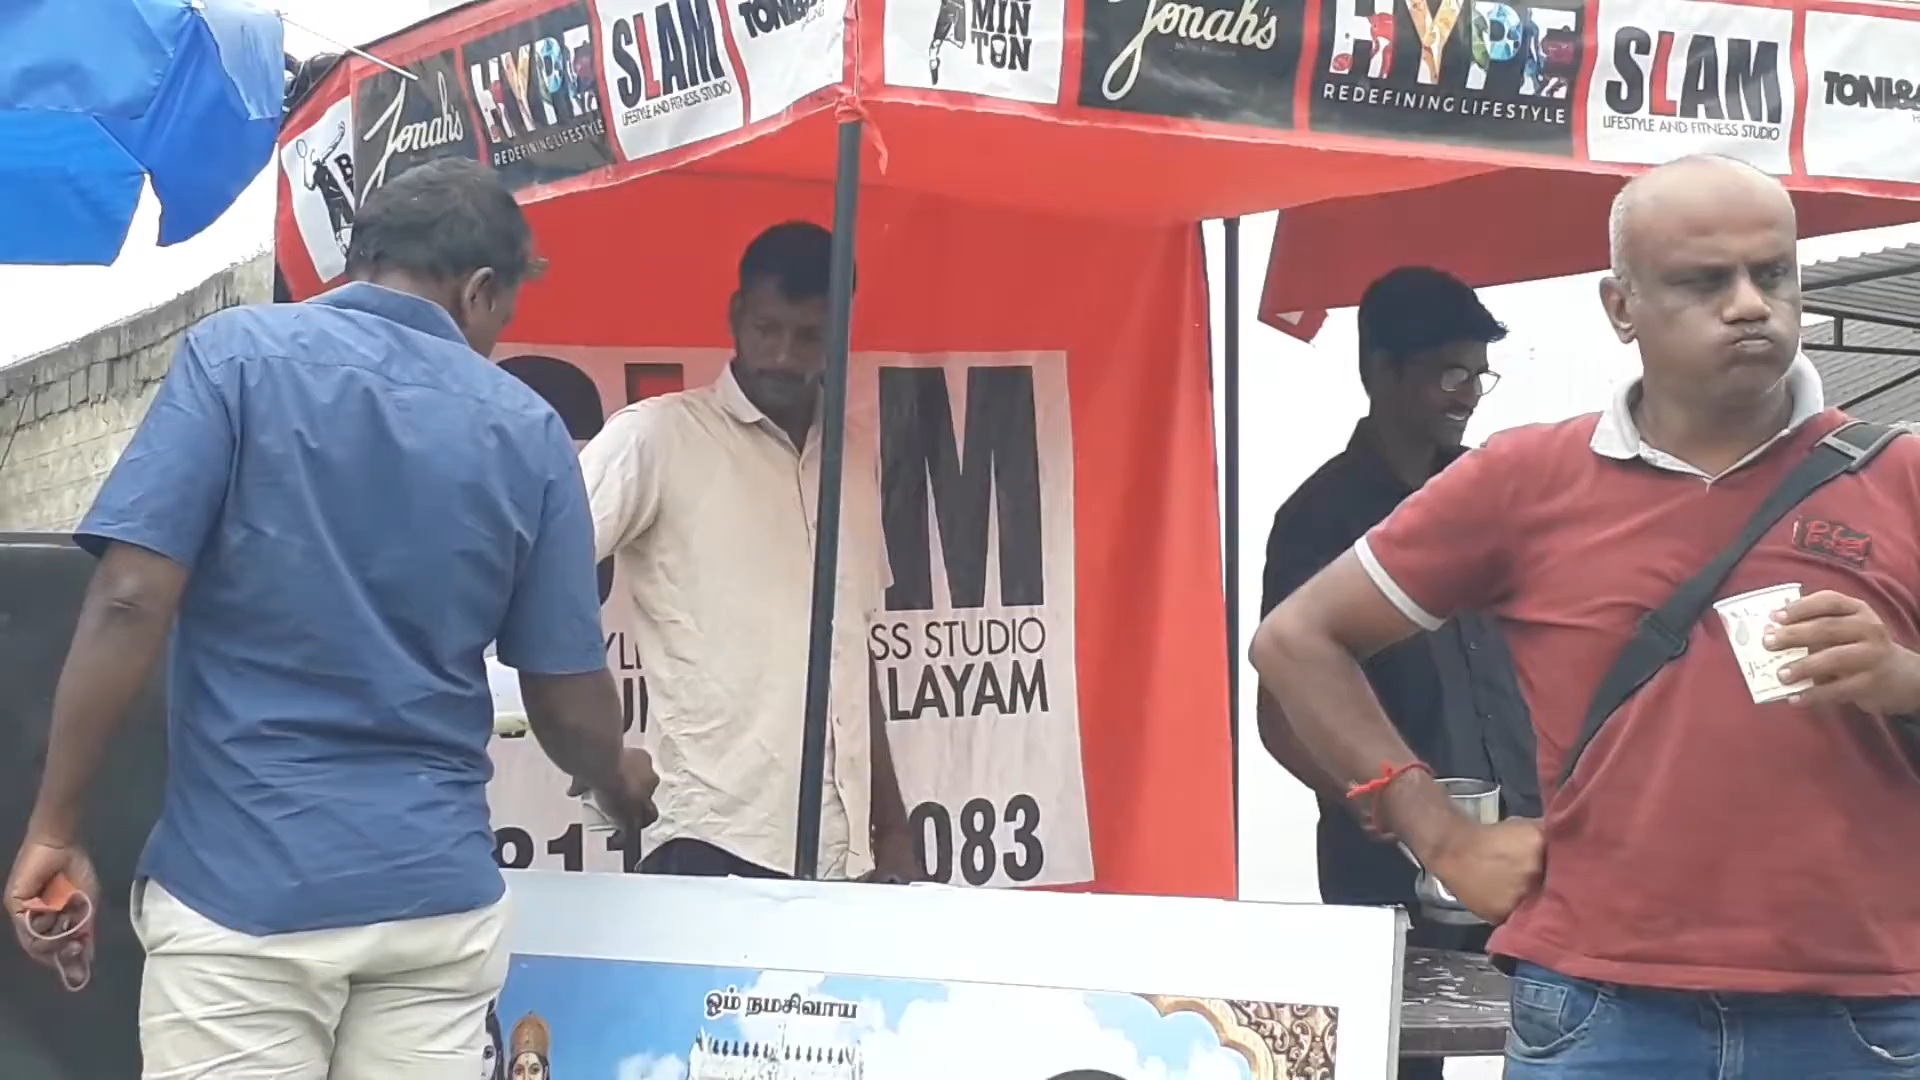 Jonah's
HYPE
REDEFINING LIFESTYLE
SLAM
LIFESTYLE AND FITNESS STUDIO
MIN
TON
Jonah's
HYPE
REDEFINING LIFESTYLE
SLAM
LIFESTYLE AND FITNESS STUDIO
TONI&
M
SS STUDIO
LAYAM
083
ஓம் நமசிவாய